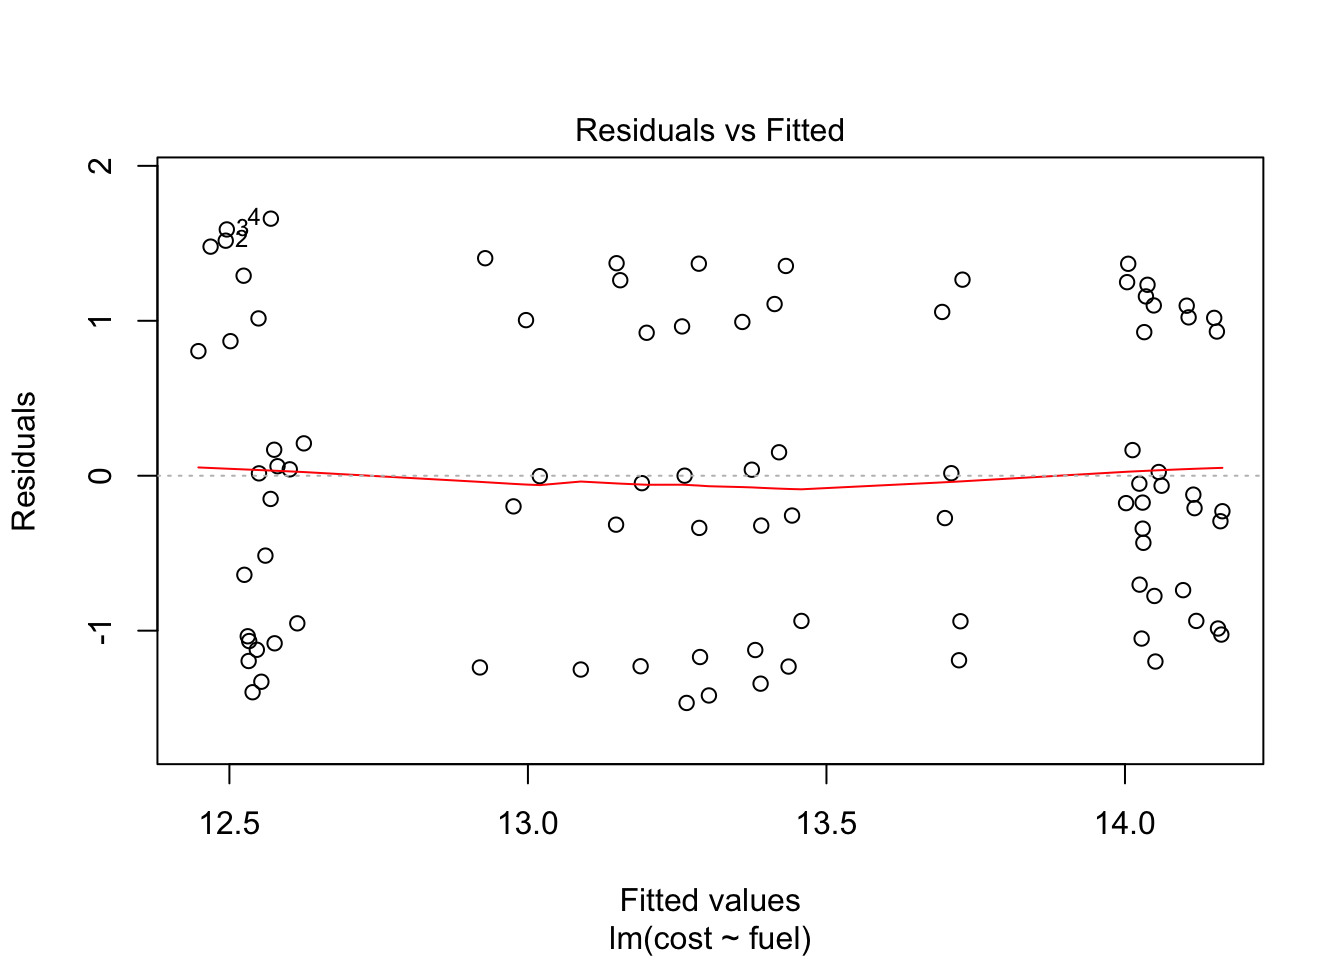 Residuals vs Fitted
2
1
0
-1
Residuals
4
3
2
12.5 13.0 13.5 14.0
Fitted values
lm(cost ~ fuel)